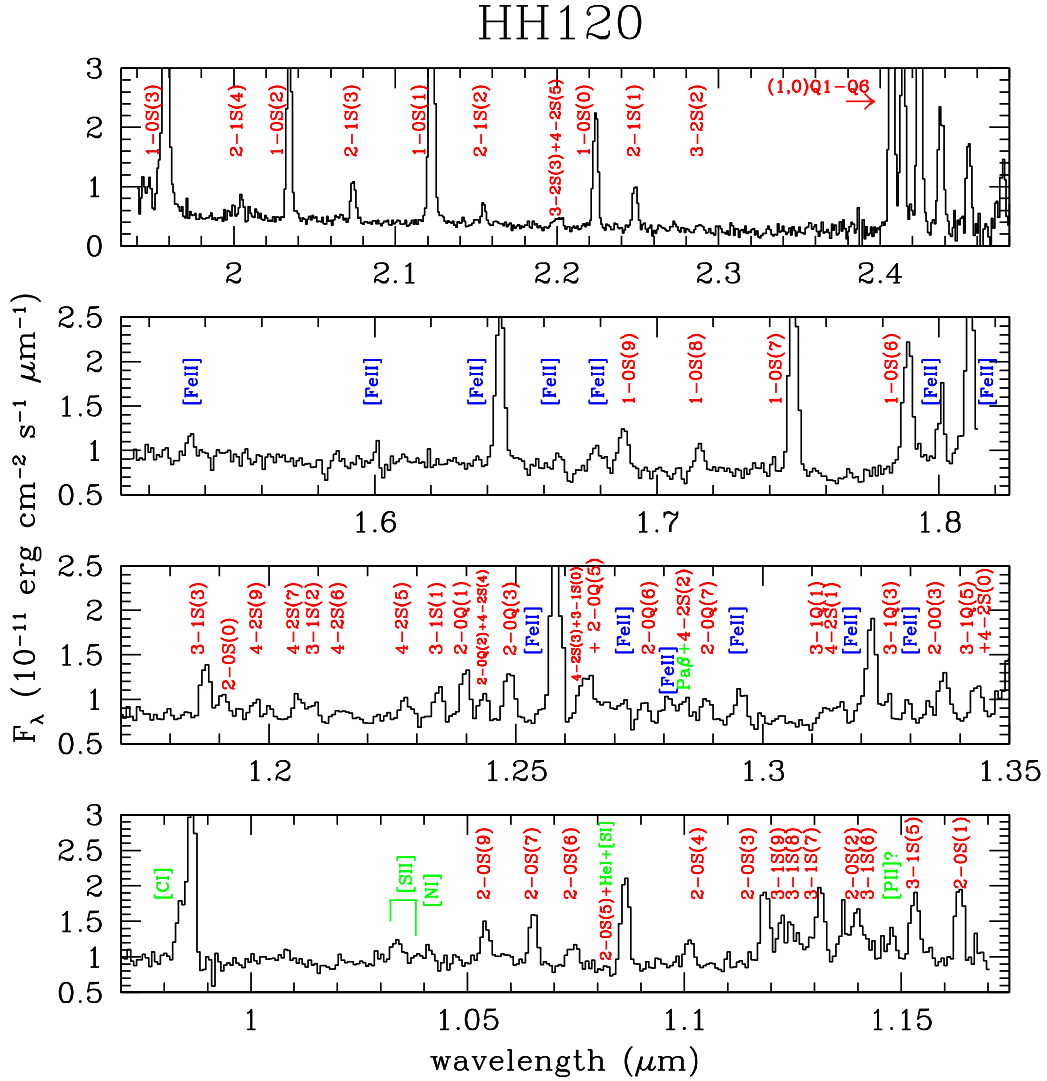 HH120
3
2
1
0
1-0S(3)
2-1S(4)
1-0S(2)
2-1S(3)
1-0S(1)
2-1S(2)
3-2S(3)+4-2S(5)
1-0S(0)
2-1S(1)
3-2S(2)
(1,0)Q1-Q6
2
2.1
2.2
2.3
2.4
2.5
2
1.5
1
0.5
[FeII]
[FeII]
[FeII]
[FeII]
[FeII]
1-0S(9)
1-0S(8)
1-0S(7)
1-0S(6)
[FeII]
[FeII]
1.6
1.7
1.8
2.5
2
1.5
1
0.5
3-1S(3)
2-0S(0)
4-2S(9)
4-2S(7)
3-1S(2)
4-2S(6)
4-2S(5)
3-1S(1)
2-0Q(1)
2-0Q(2)+4-2S(4)
2-0Q(3)
[FeII]
4-2S(3)+3-1S(0)
+ 2-0Q(5)
[FeII]
2-0Q(6)
[FeII]
Paβ+4-2S(2)
2-0Q(7)
[FeII]
3-1Q(1)
4-2S(1)
[FeII]
3-1Q(3)
[FeII]
2-0O(3)
3-1Q(5)
+4-2S(0)
1.2
1.25
1.3
1.35
3
2.5
2
1.5
1
0.5
[CI]
[SII]
[NI]
2-0S(9)
2-0S(7)
2-0S(6)
2-0S(5)+HeI+[SI]
2-0S(4)
2-0S(3)
3-1S(9)
3-1S(8)
3-1S(7)
2-0S(2)
3-1S(6)
[PII]?
3-1S(5)
2-0S(1)
1
1.05
1.1
1.15
wavelength (μm)
F_λ (10⁻¹¹ erg cm⁻² s⁻¹ μm⁻¹)